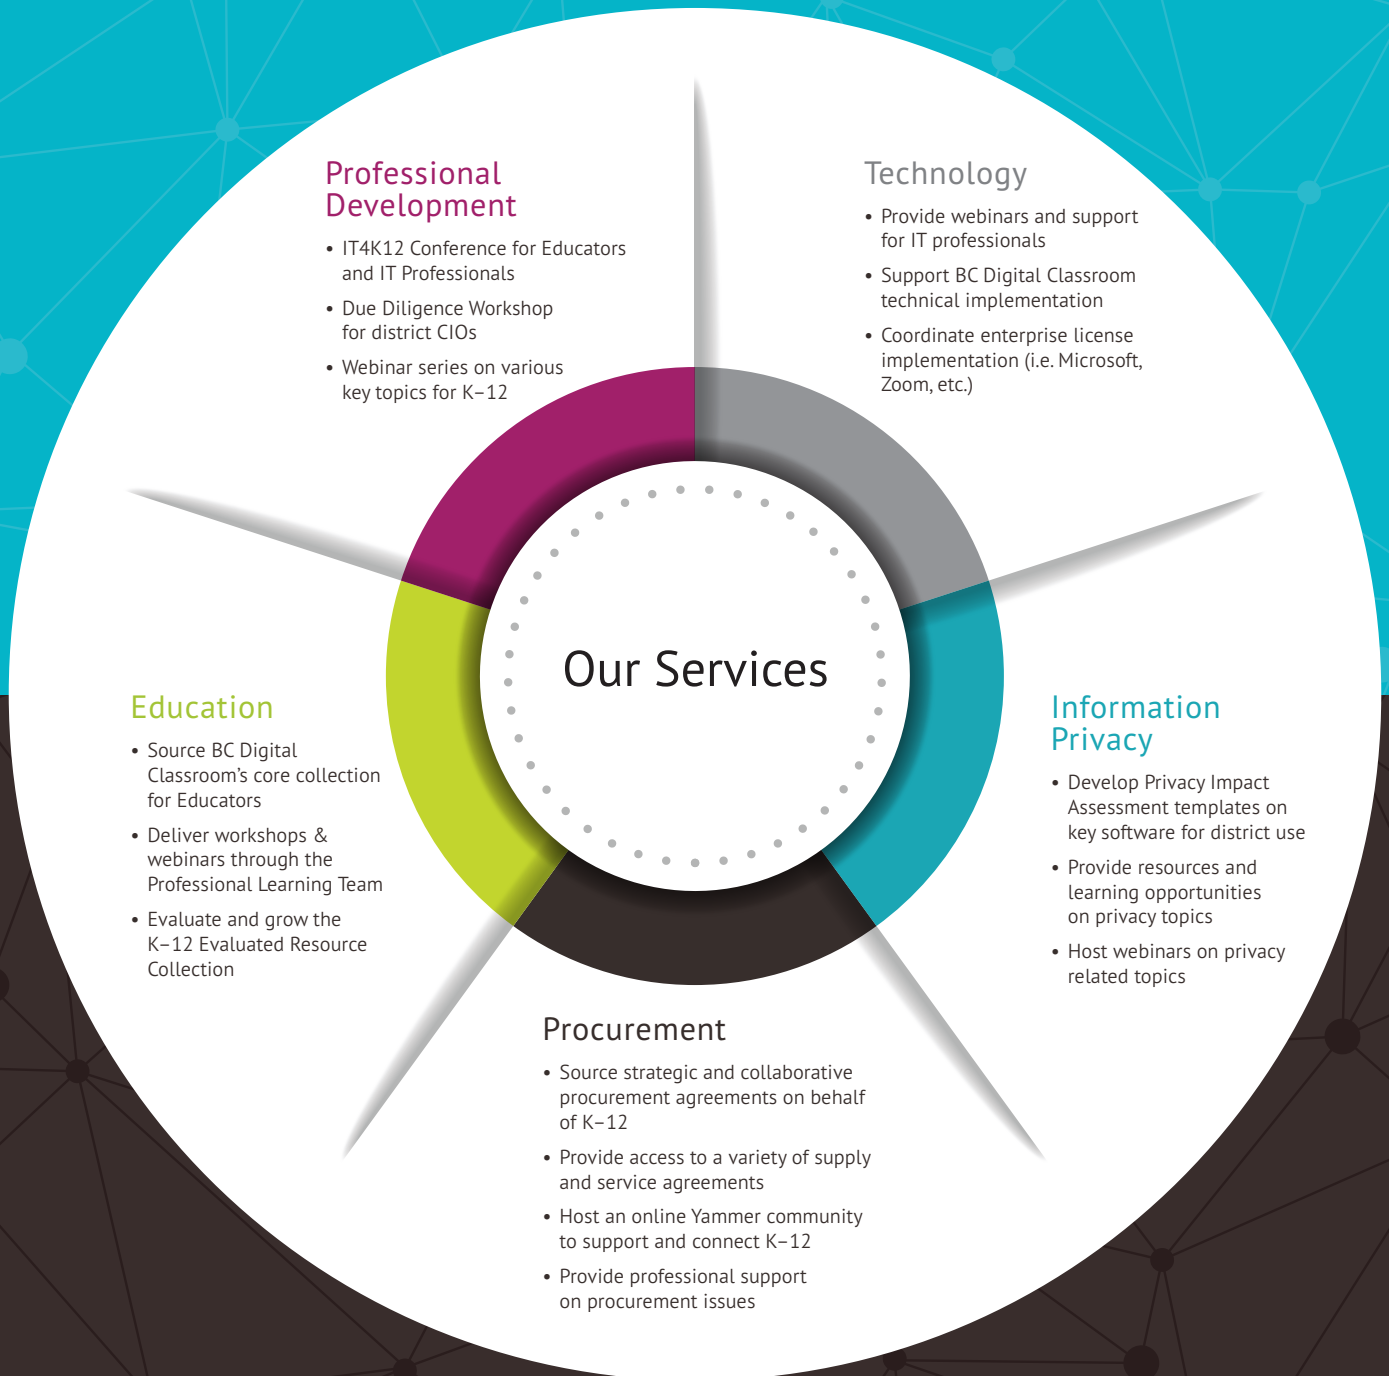 Professional
Development
• IT4K12 Conference for Educators
and IT Professionals
• Due Diligence Workshop
for district CIOs
• Webinar series on various
key topics for K–12
Technology
• Provide webinars and support
for IT professionals
• Support BC Digital Classroom
technical implementation
• Coordinate enterprise license
implementation (i.e. Microsoft,
Zoom, etc.)
Our Services
Education
• Source BC Digital
Classroom’s core collection
for Educators
• Deliver workshops &
webinars through the
Professional Learning Team
• Evaluate and grow the
K–12 Evaluated Resource
Collection
Information
Privacy
• Develop Privacy Impact
Assessment templates on
key software for district use
• Provide resources and
learning opportunities
on privacy topics
• Host webinars on privacy
related topics
Procurement
• Source strategic and collaborative
procurement agreements on behalf
of K–12
• Provide access to a variety of supply
and service agreements
• Host an online Yammer community
to support and connect K–12
• Provide professional support
on procurement issues